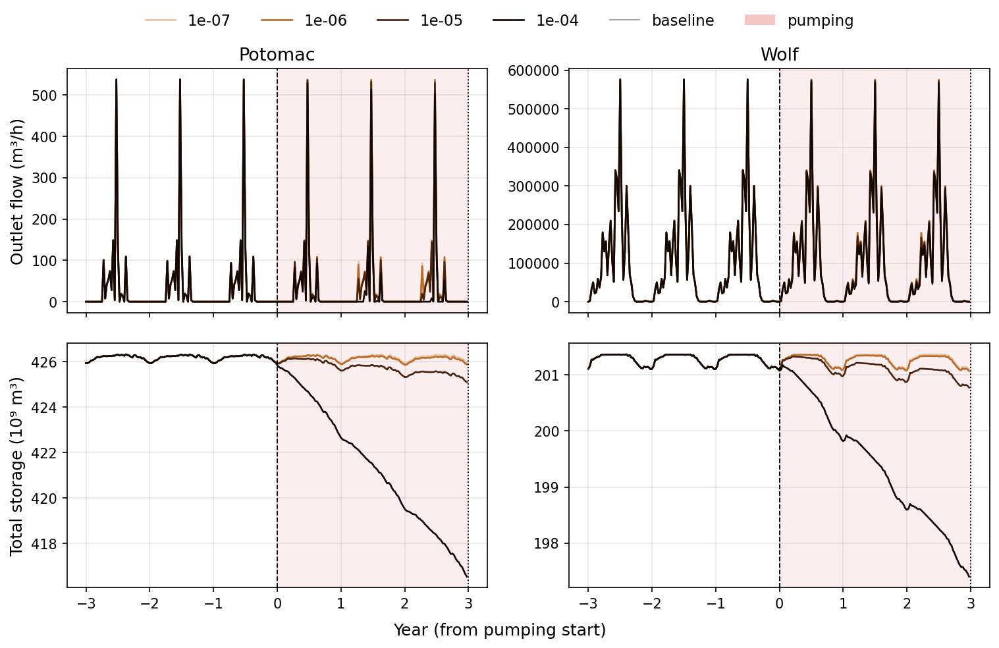 1e-07 1e-06 1e-05 1e-04 baseline pumping
Potomac
Wolf
Outlet flow (m³/h)
500
400
300
200
100
0
600000
500000
400000
300000
200000
100000
0
Total storage (10⁹ m³)
426
424
422
420
418
201
200
199
198
−3 −2 −1 0 1 2 3
−3 −2 −1 0 1 2 3
Year (from pumping start)